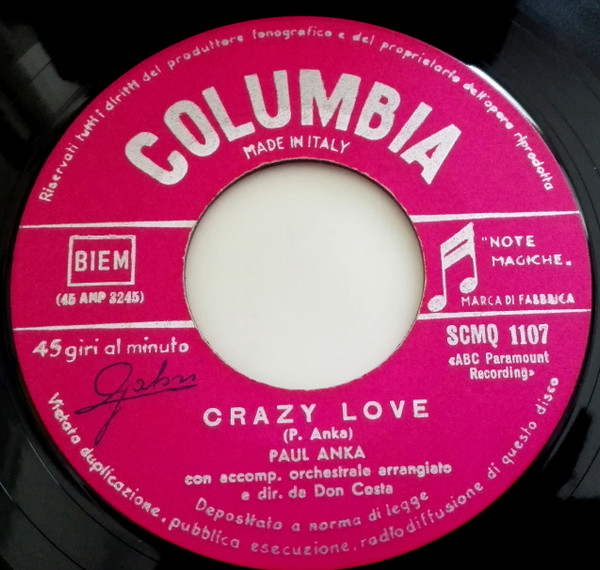 Riservati tutti i diritti del produttore fonografico e del proprietario dell'opera riprodotta
COLUMBIA
MADE IN ITALY
BIEM
(45 AMP 3245)
"NOTE
MAGICHE"
MARCA DI FABBRICA
45 giri al minuto
SCMQ 1107
«ABC Paramount
Recording»
CRAZY LOVE
(P. Anka)
PAUL ANKA
con accomp. orchestrale arrangiato
e dir. da Don Costa
Depositato a norma di legge
Vietata duplicazione, pubblica esecuzione, radiodiffusione di questo disco